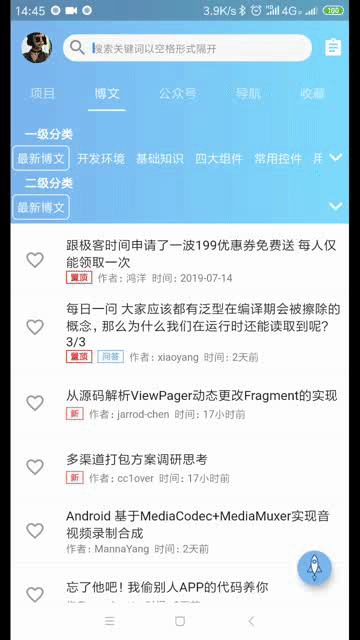 14:45 3.9K/s 4G 100
搜索关键词以空格形式隔开
项目 博文 公众号 导航 收藏
一级分类
最新博文 开发环境 基础知识 四大组件 常用控件
二级分类
最新博文
跟极客时间申请了一波199优惠券免费送 每人仅
能领取一次
置顶 作者: 鸿洋 时间: 2019-07-14
每日一问 大家应该都有泛型在编译期会被擦除的
概念，那么为什么我们在运行时还能读取到呢?
3/3
置顶 问答 作者: xiaoyang 时间: 2天前
从源码解析ViewPager动态更改Fragment的实现
新 作者: jarrod-chen 时间: 17小时前
多渠道打包方案调研思考
新 作者: cc1over 时间: 17小时前
Android 基于MediaCodec+MediaMuxer实现音
视频录制合成
作者: MannaYang 时间: 2天前
忘了他吧! 我偷别人APP的代码养你